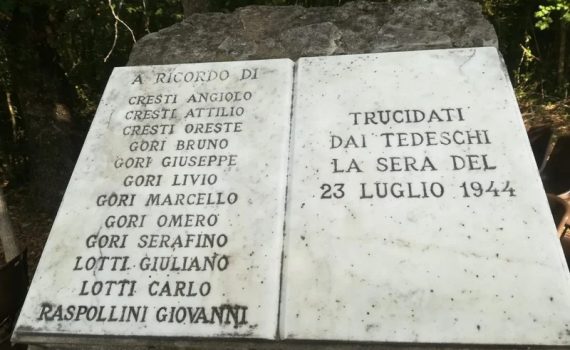 A RICORDO DI
CRESTI ANGIOLO
CRESTI ATTILIO
CRESTI ORESTE
GORI BRUNO
GORI GIUSEPPE
GORI LIVIO
GORI MARCELLO
GORI OMERO
GORI SERAFINO
LOTTI GIULIANO
LOTTI CARLO
RASPOLLINI GIOVANNI
TRUCIDATI
DAI TEDESCHI
LA SERA DEL
23 LUGLIO 1944